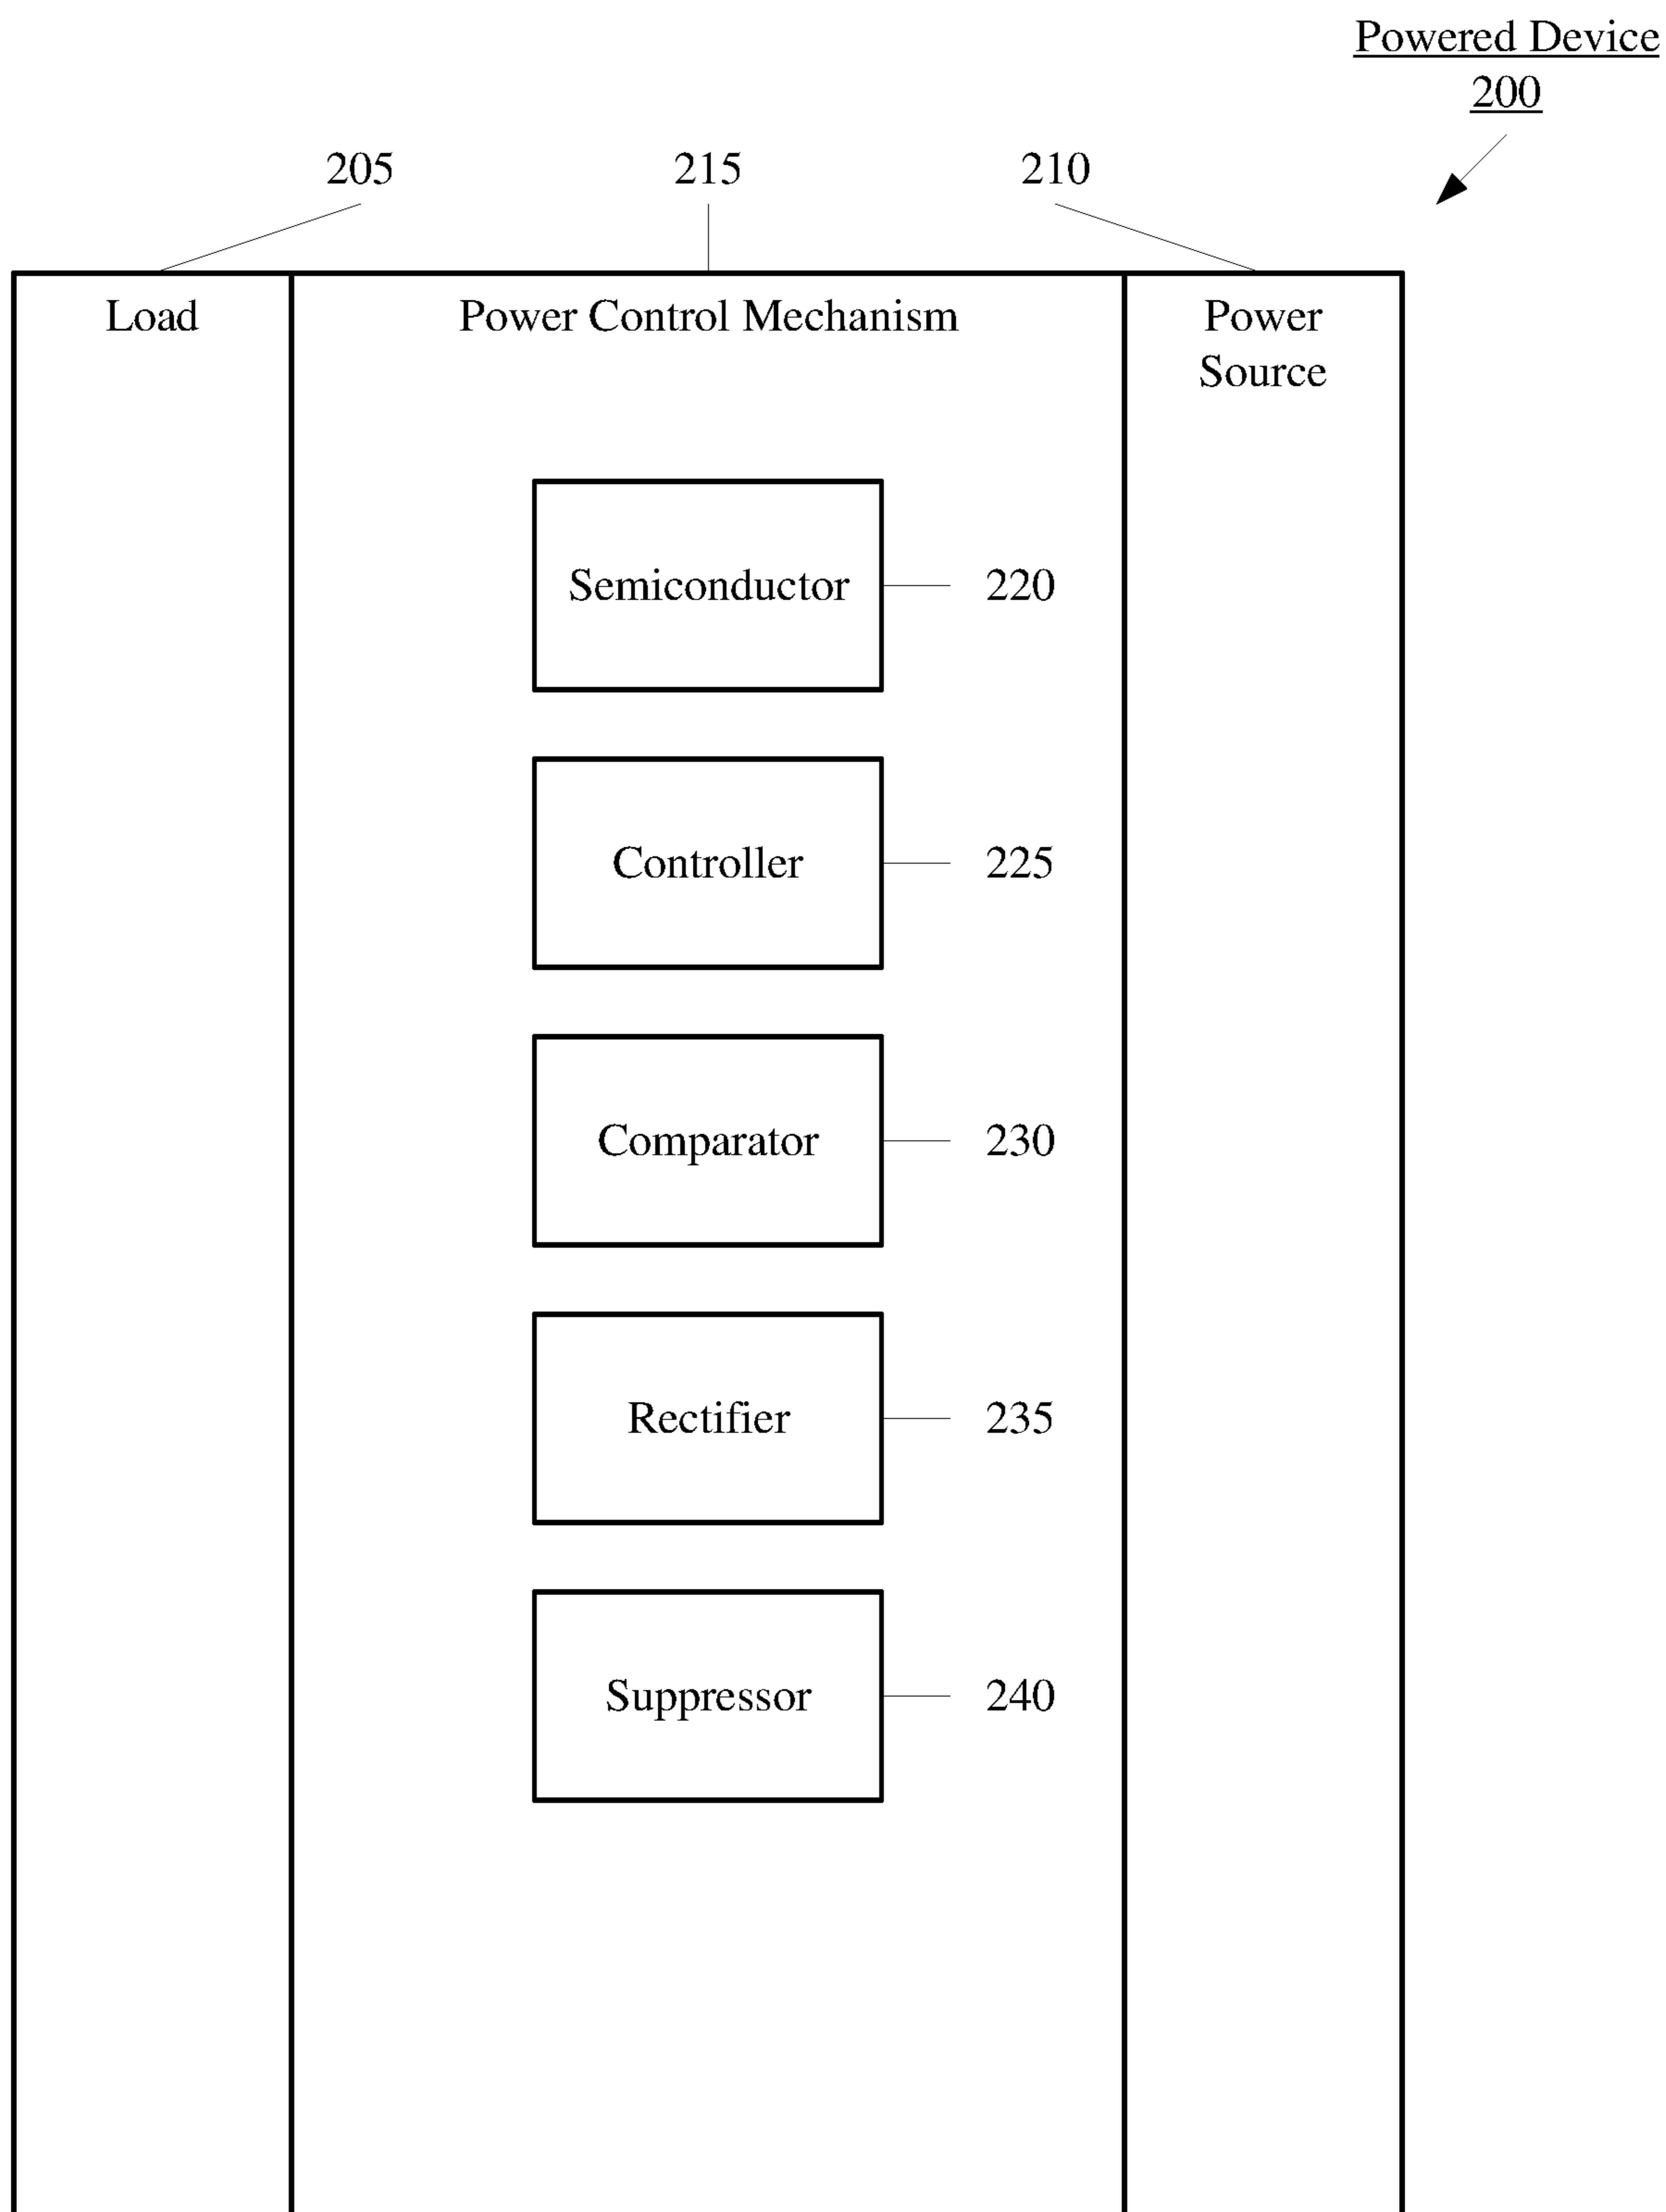 Powered Device
200
205
215
210
Load
Power Control Mechanism
Power
Source
Semiconductor
220
Controller
225
Comparator
230
Rectifier
235
Suppressor
240